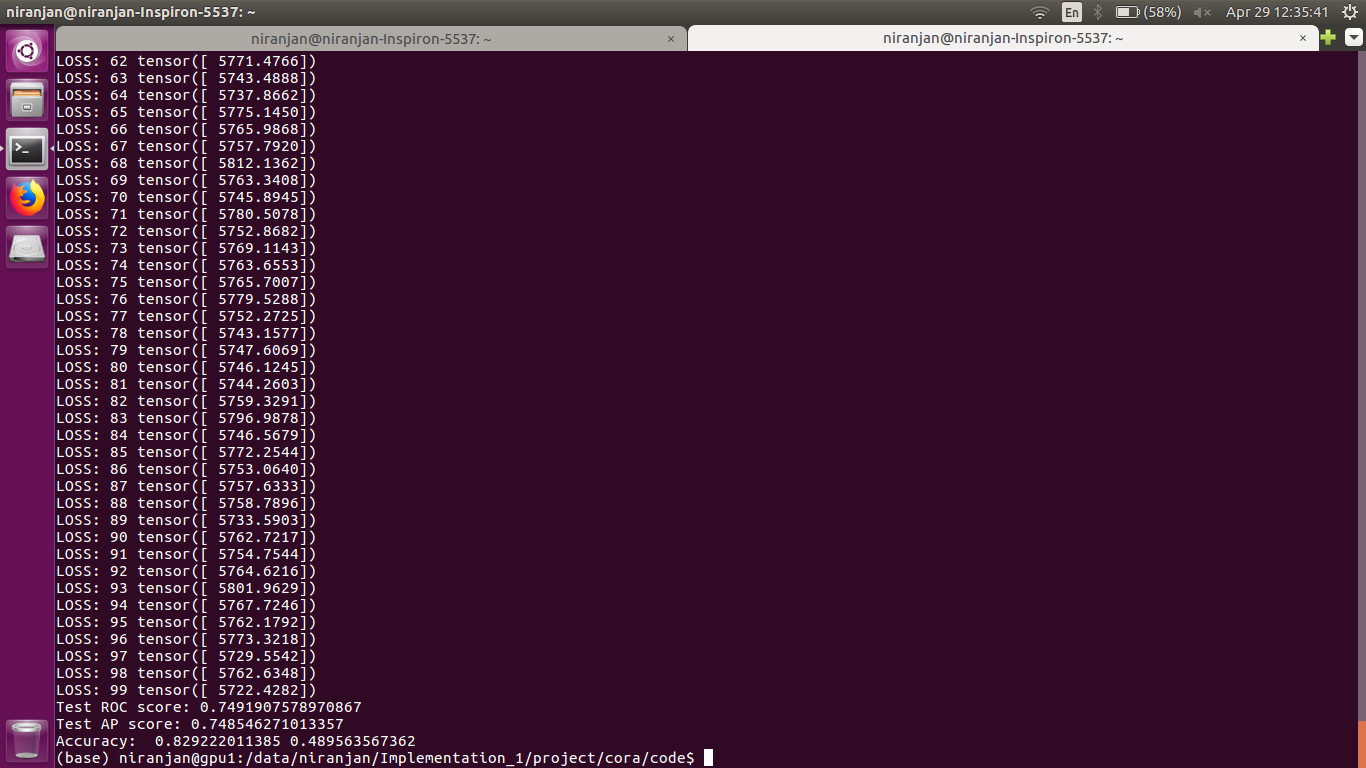 niranjan@niranjan-Inspiron-5537: ~
En
(58%)
Apr 29 12:35:41
niranjan@niranjan-Inspiron-5537: ~ ×
niranjan@niranjan-Inspiron-5537: ~ ×
LOSS: 62 tensor([ 5771.4766])
LOSS: 63 tensor([ 5743.4888])
LOSS: 64 tensor([ 5737.8662])
LOSS: 65 tensor([ 5775.1450])
LOSS: 66 tensor([ 5765.9868])
LOSS: 67 tensor([ 5757.7920])
LOSS: 68 tensor([ 5812.1362])
LOSS: 69 tensor([ 5763.3408])
LOSS: 70 tensor([ 5745.8945])
LOSS: 71 tensor([ 5780.5078])
LOSS: 72 tensor([ 5752.8682])
LOSS: 73 tensor([ 5769.1143])
LOSS: 74 tensor([ 5763.6553])
LOSS: 75 tensor([ 5765.7007])
LOSS: 76 tensor([ 5779.5288])
LOSS: 77 tensor([ 5752.2725])
LOSS: 78 tensor([ 5743.1577])
LOSS: 79 tensor([ 5747.6069])
LOSS: 80 tensor([ 5746.1245])
LOSS: 81 tensor([ 5744.2603])
LOSS: 82 tensor([ 5759.3291])
LOSS: 83 tensor([ 5796.9878])
LOSS: 84 tensor([ 5746.5679])
LOSS: 85 tensor([ 5772.2544])
LOSS: 86 tensor([ 5753.0640])
LOSS: 87 tensor([ 5757.6333])
LOSS: 88 tensor([ 5758.7896])
LOSS: 89 tensor([ 5733.5903])
LOSS: 90 tensor([ 5762.7217])
LOSS: 91 tensor([ 5754.7544])
LOSS: 92 tensor([ 5764.6216])
LOSS: 93 tensor([ 5801.9629])
LOSS: 94 tensor([ 5767.7246])
LOSS: 95 tensor([ 5762.1792])
LOSS: 96 tensor([ 5773.3218])
LOSS: 97 tensor([ 5729.5542])
LOSS: 98 tensor([ 5762.6348])
LOSS: 99 tensor([ 5722.4282])
Test ROC score: 0.7491907578970867
Test AP score: 0.748546271013357
Accuracy:  0.829222011385 0.489563567362
(base) niranjan@gpu1:/data/niranjan/Implementation_1/project/cora/code$